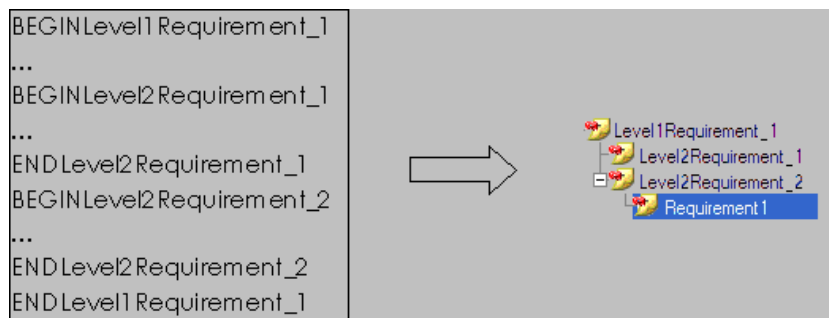 BEGINLevel1Requirement_1
...
BEGINLevel2Requirement_1
...
ENDLevel2Requirement_1
BEGINLevel2Requirement_2
...
ENDLevel2Requirement_2
ENDLevel1Requirement_1
Level1Requirement_1
Level2Requirement_1
Level2Requirement_2
Requirement1